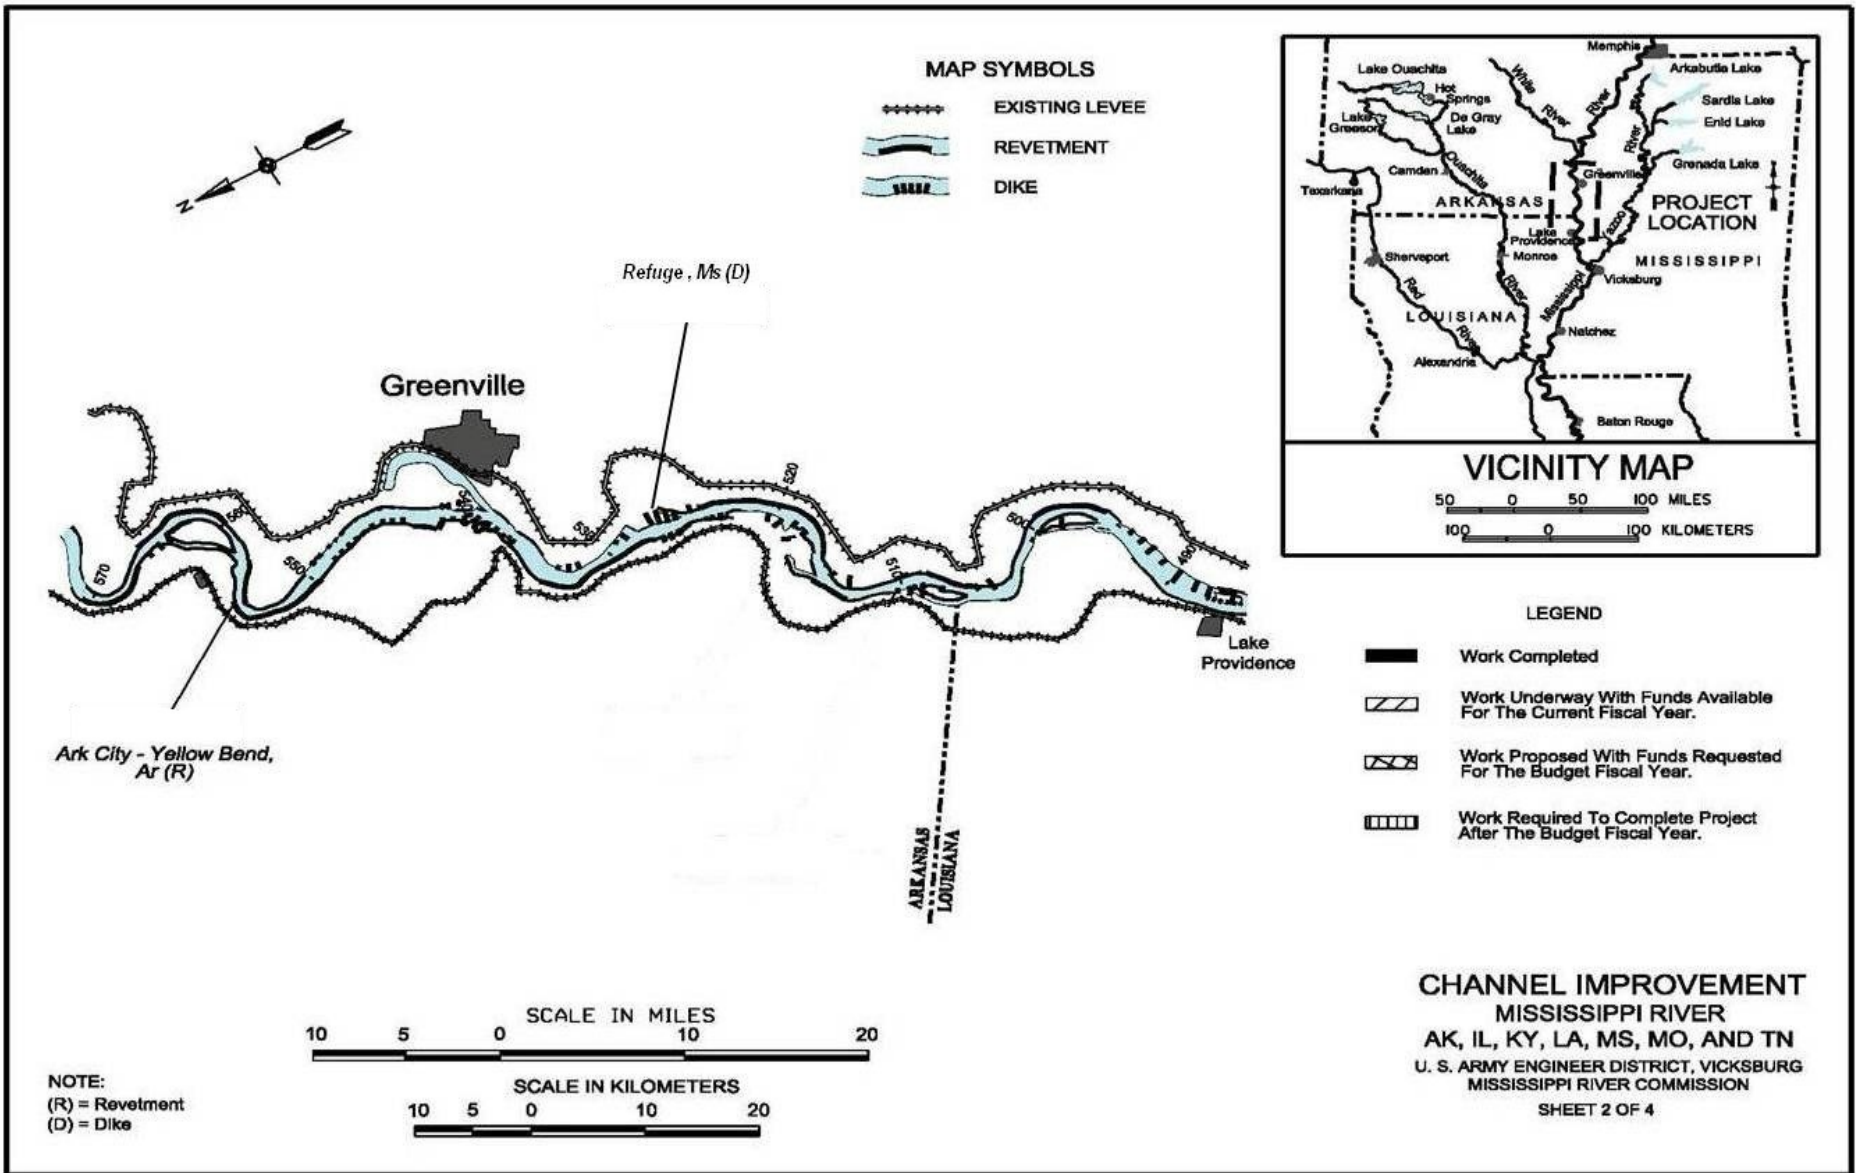 MAP SYMBOLS
EXISTING LEVEE
REVETMENT
DIKE
N
Refuge , Ms (D)
Greenville
570
560
550
540
530
520
510
500
490
Lake
Providence
Ark City - Yellow Bend,
Ar (R)
ARKANSAS
LOUISIANA
Memphis
Arkabutla Lake
Lake Ouachita
Hot
Springs
White
River
River
Sardis Lake
Enid Lake
Lake
Greeson
De Gray
Lake
River
Grenada Lake
Camden
Ouachita
Greenville
Texarkana
ARKANSAS
PROJECT
LOCATION
Lake
Providence
Yazoo
Monroe
MISSISSIPPI
Sherveport
Vicksburg
Red
River
Mississippi
LOUISIANA
River
Natchez
Alexandria
Baton Rouge
VICINITY MAP
50 0 50 100 MILES
100 0 100 KILOMETERS
LEGEND
Work Completed
Work Underway With Funds Available
For The Current Fiscal Year.
Work Proposed With Funds Requested
For The Budget Fiscal Year.
Work Required To Complete Project
After The Budget Fiscal Year.
SCALE IN MILES
10 5 0 10 20
SCALE IN KILOMETERS
10 5 0 10 20
NOTE:
(R) = Revetment
(D) = Dike
CHANNEL IMPROVEMENT
MISSISSIPPI RIVER
AK, IL, KY, LA, MS, MO, AND TN
U. S. ARMY ENGINEER DISTRICT, VICKSBURG
MISSISSIPPI RIVER COMMISSION
SHEET 2 OF 4